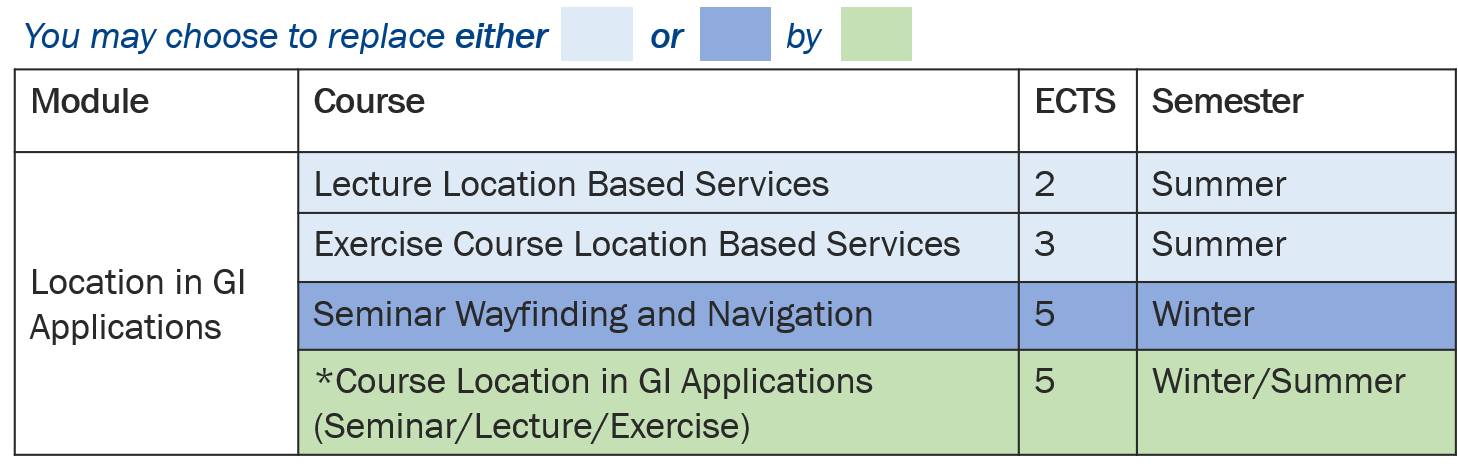 You may choose to replace either or by
Module Course ECTS Semester
Lecture Location Based Services 2 Summer
Exercise Course Location Based Services 3 Summer
Location in GI
Applications
Seminar Wayfinding and Navigation 5 Winter
*Course Location in GI Applications 5 Winter/Summer
(Seminar/Lecture/Exercise)